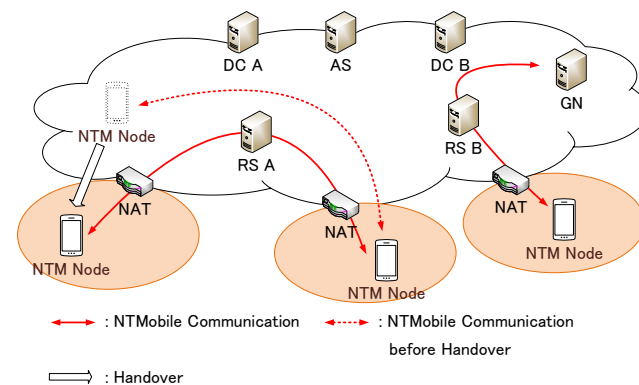 DC A
AS
DC B
GN
NTM Node
RS A
RS B
NAT
NAT
NAT
NTM Node
NTM Node
NTM Node
: NTMobile Communication
: NTMobile Communication
before Handover
: Handover